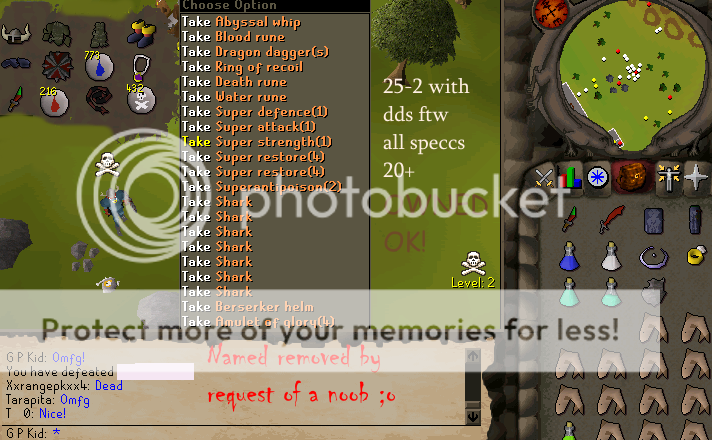 Choose Option
Take Abyssal whip
Take Blood rune
Take Dragon dagger(s)
Take Ring of recoil
Take Death rune
Take Water rune
Take Super defence(1)
Take Super attack(1)
Take Super strength(1)
Take Super restore(4)
Take Super restore(4)
Take Superantipoison(2)
Take Shark
Take Shark
Take Shark
Take Shark
Take Shark
Take Shark
Take Shark
Take Berserker helm
Take Amulet of glory(4)
773
216
432
25-2 with
dds ftw
all speccs
20+
OWNED
OK!
Level: 2
photobucket
Protect more of your memories for less!
G P Kid: Omfg!
You have defeated
Xxrangepkxx4: Dead
Tarapita: Omfg
T 0: Nice!
G P Kid: *
Named removed by
request of a noob ;o